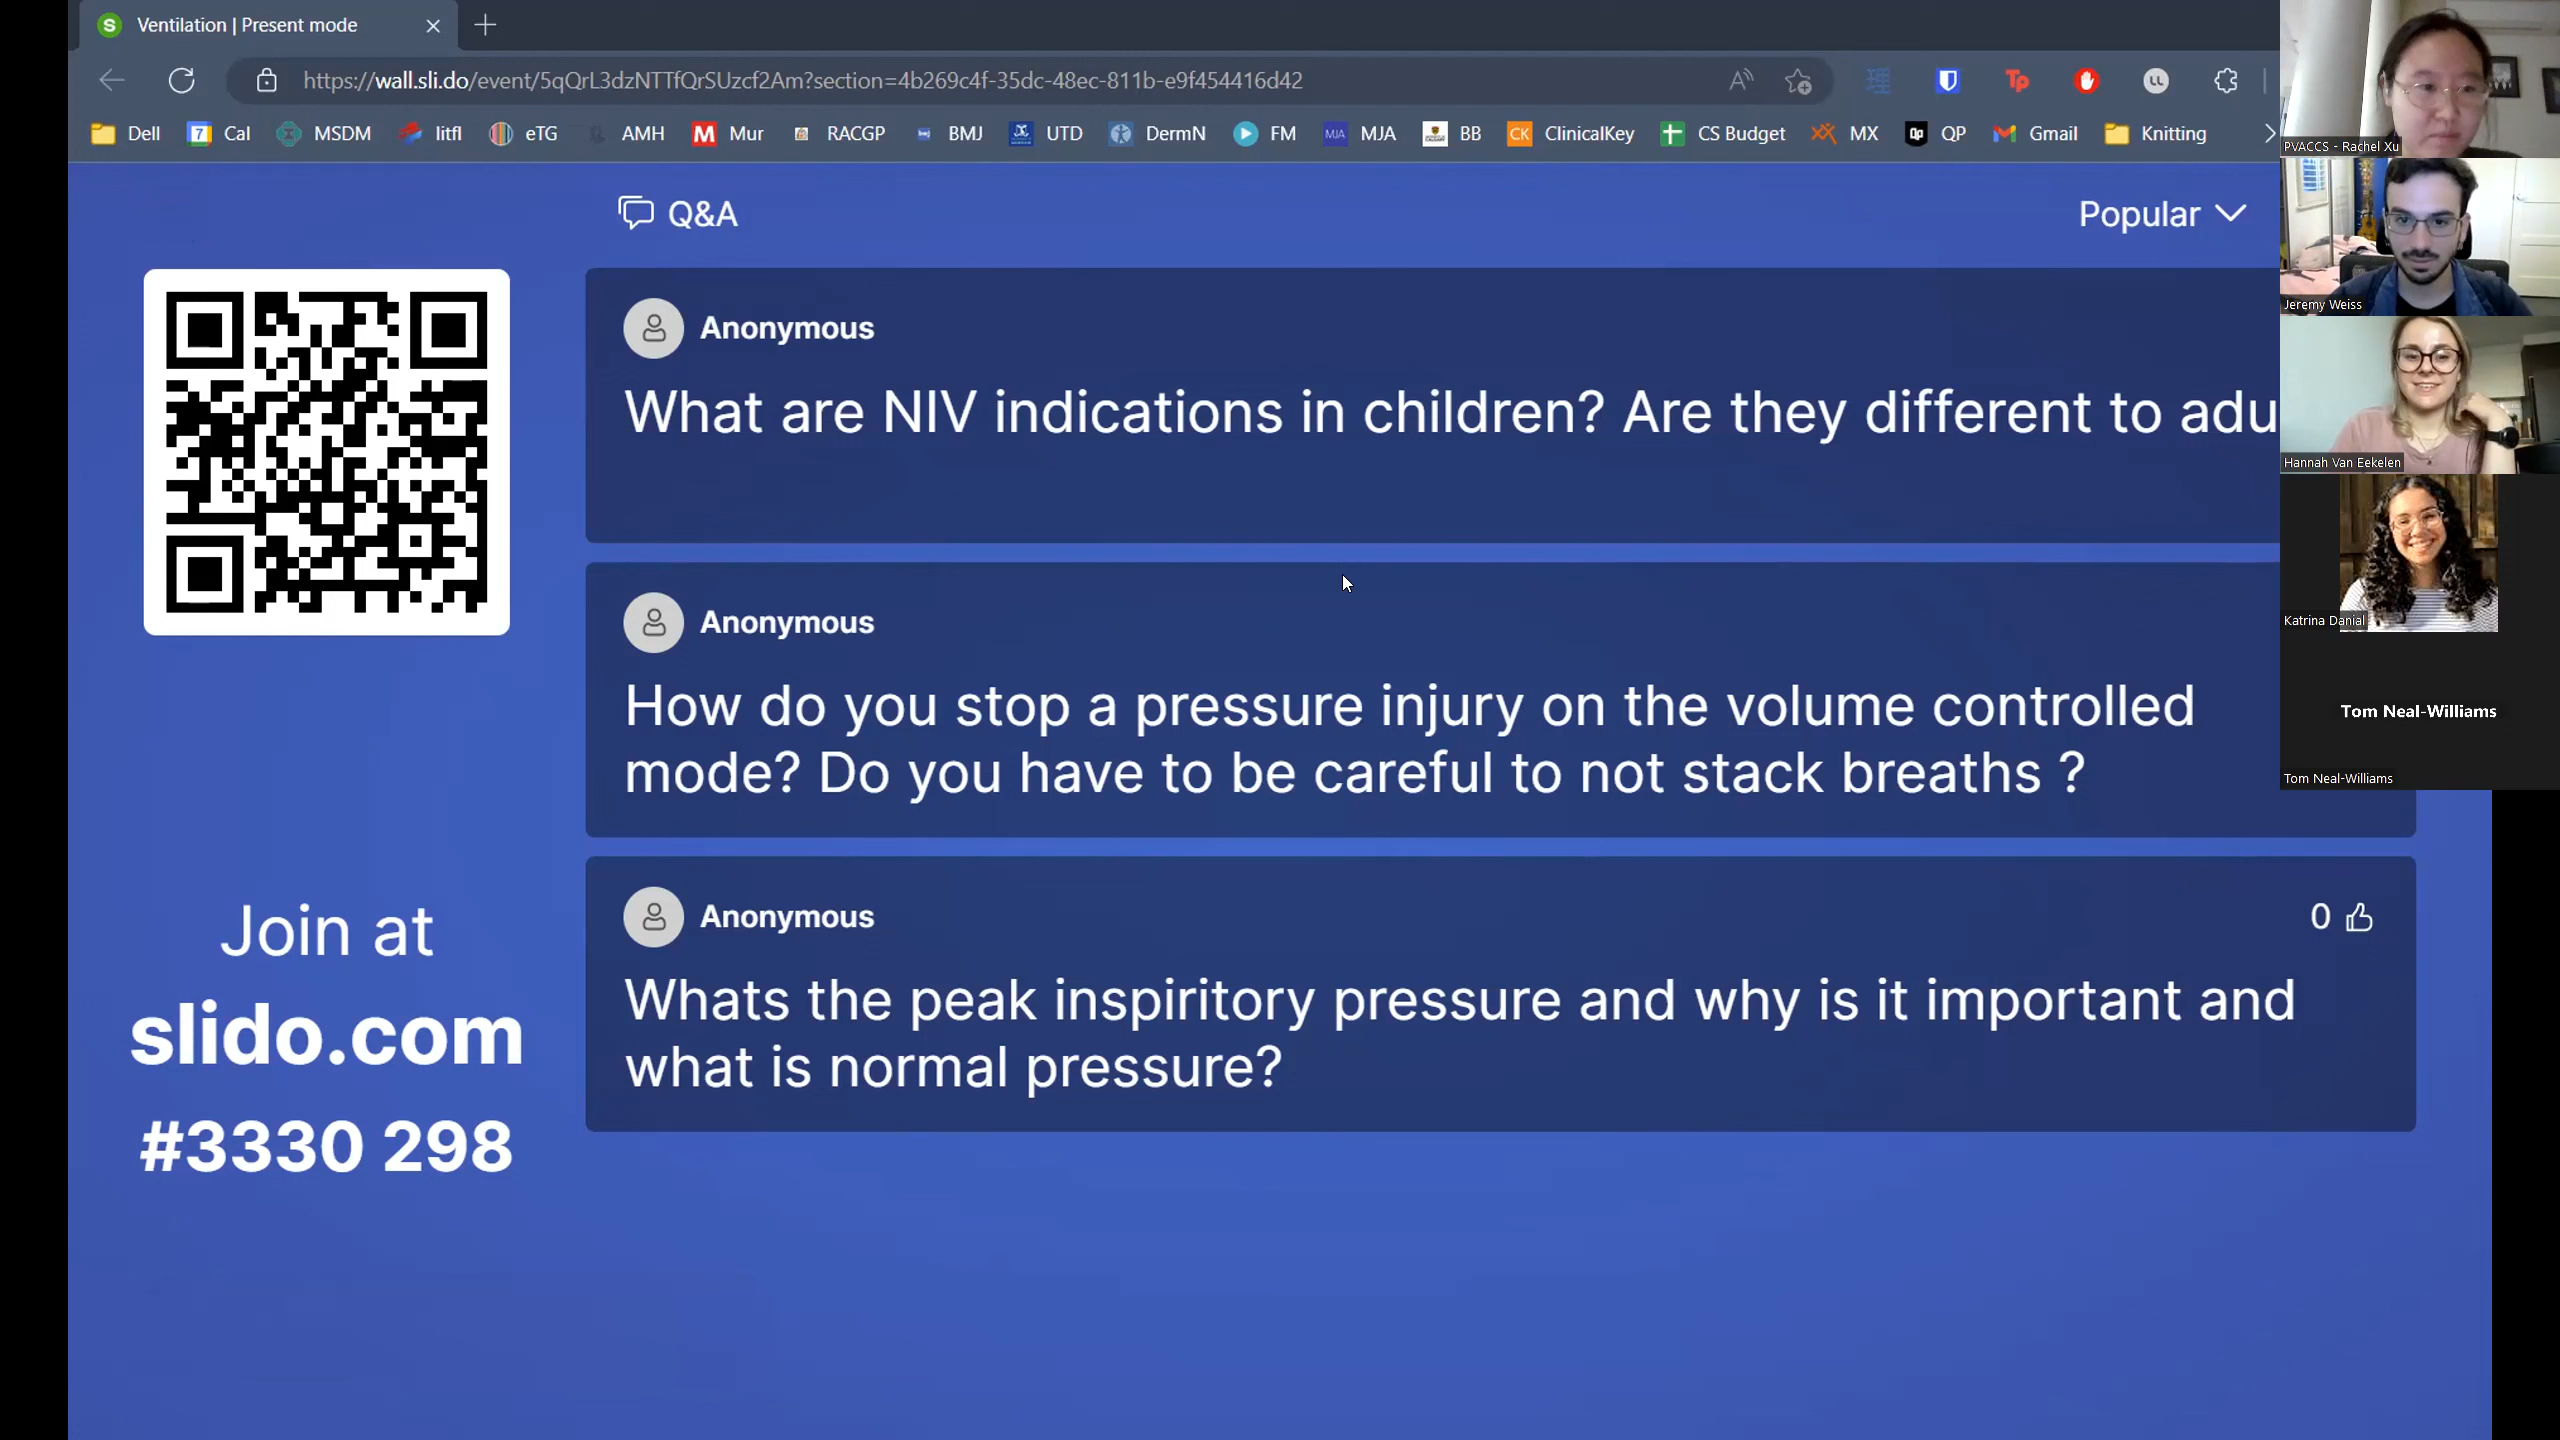 Ventilation | Present mode
https://wall.sli.do/event/5qQrL3dzNTTfQrSUzcf2Am?section=4b269c4f-35dc-48ec-811b-e9f454416d42
Dell Cal MSDM litfl eTG AMH Mur RACGP BMJ UTD DermN FM MJA BB ClinicalKey CS Budget MX QP Gmail Knitting
Q&A
Popular
Anonymous
What are NIV indications in children? Are they different to adu
Anonymous
How do you stop a pressure injury on the volume controlled
mode? Do you have to be careful to not stack breaths ?
Anonymous
0
Whats the peak inspiritory pressure and why is it important and
what is normal pressure?
Join at
slido.com
#3330 298
PVACCS - Rachel Xu
Jeremy Weiss
Hannah Van Eekelen
Katrina Danial
Tom Neal-Williams
Tom Neal-Williams